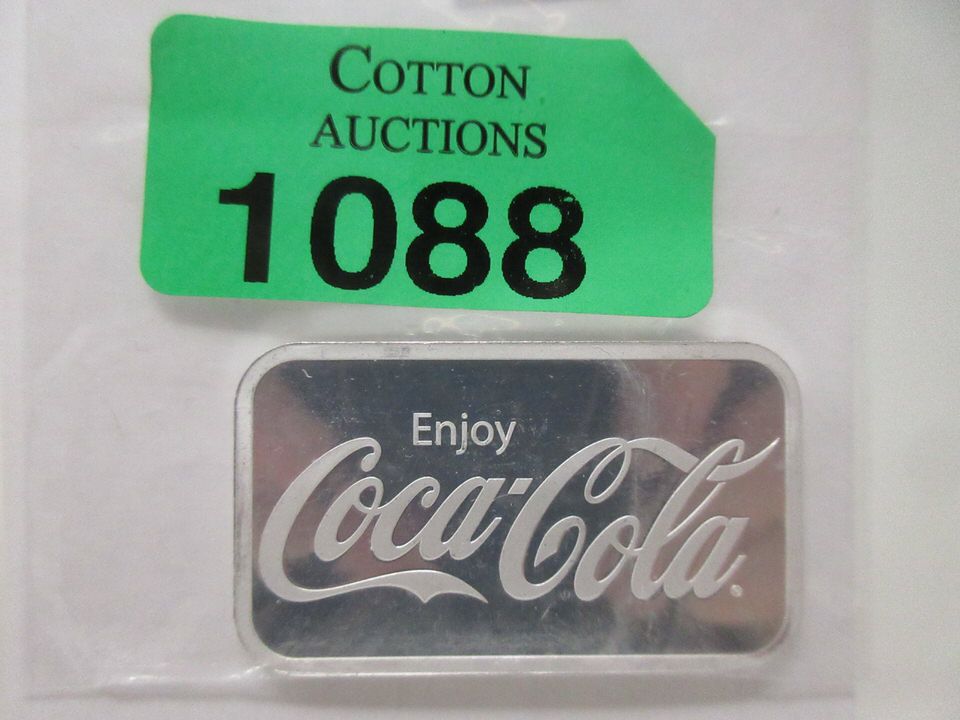 COTTON
AUCTIONS
1088
Enjoy
Coca-Cola